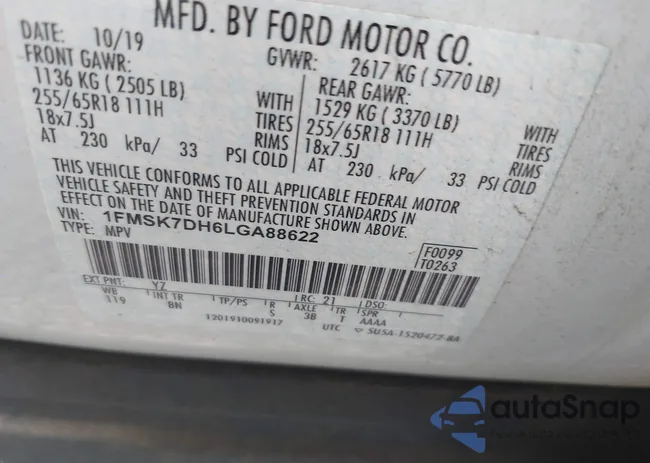 MFD. BY FORD MOTOR CO.
DATE: 10/19
GVWR: 2617 KG ( 5770 LB)
FRONT GAWR:
REAR GAWR:
1136 KG ( 2505 LB)
WITH
1529 KG ( 3370 LB)
WITH
255/65R18 111H
TIRES
255/65R18 111H
TIRES
18x7.5J
RIMS
18x7.5J
RIMS
AT 230 kPa/ 33 PSI COLD
AT 230 kPa/ 33 PSI COLD
THIS VEHICLE CONFORMS TO ALL APPLICABLE FEDERAL MOTOR
VEHICLE SAFETY AND THEFT PREVENTION STANDARDS IN
EFFECT ON THE DATE OF MANUFACTURE SHOWN ABOVE.
VIN: 1FMSK7DH6LGA88622
TYPE: MPV
F0099
T0263
EXT PNT: YZ RC: 21 DSO:
WB INT TR TP/PS R AXLE TR SPR
119 BN S 3B T AAAA
1201910091917 UTC SU5A-1520472-BA
autoSnap